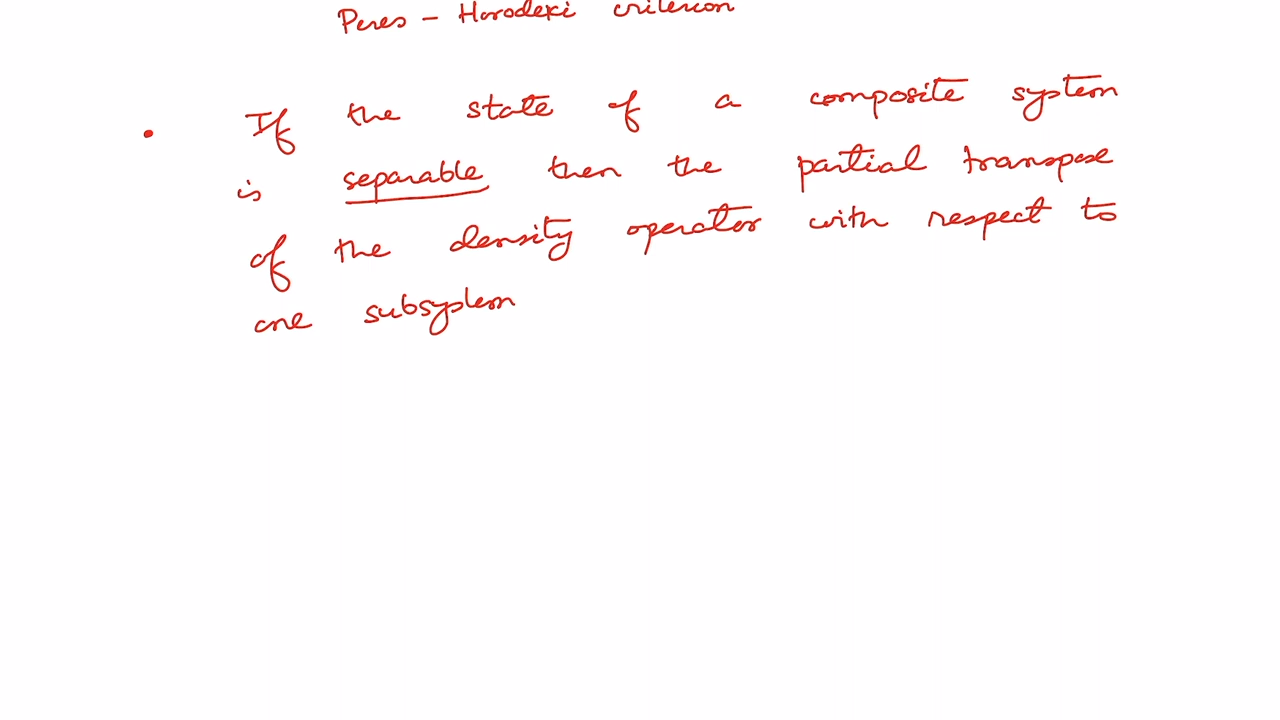 Peres - Horodeki criterion
• If the state of a composite system
is separable then the partial transpose
of the density operator with respect to
one subsystem